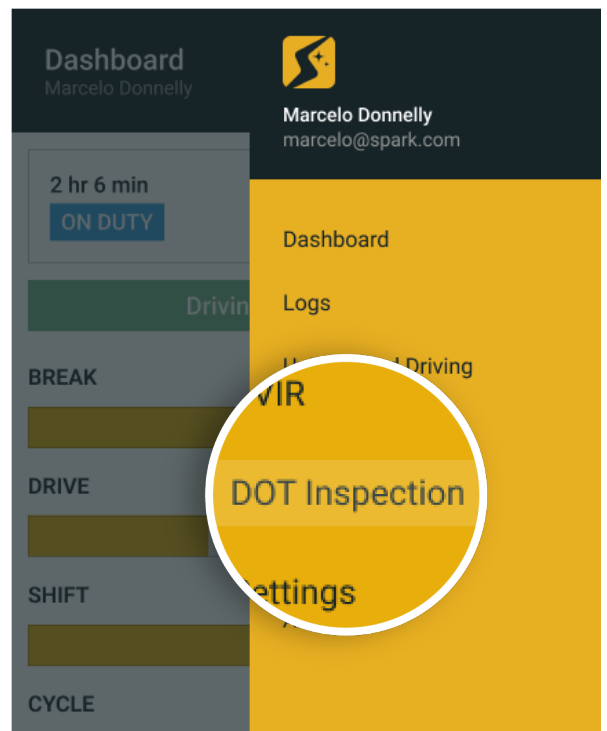 Dashboard
Marcelo Donnelly
2 hr 6 min
ON DUTY
Drivin
BREAK
DRIVE
SHIFT
CYCLE
Marcelo Donnelly
marcelo@spark.com
Dashboard
Logs
Driving
VIR
DOT Inspection
ettings